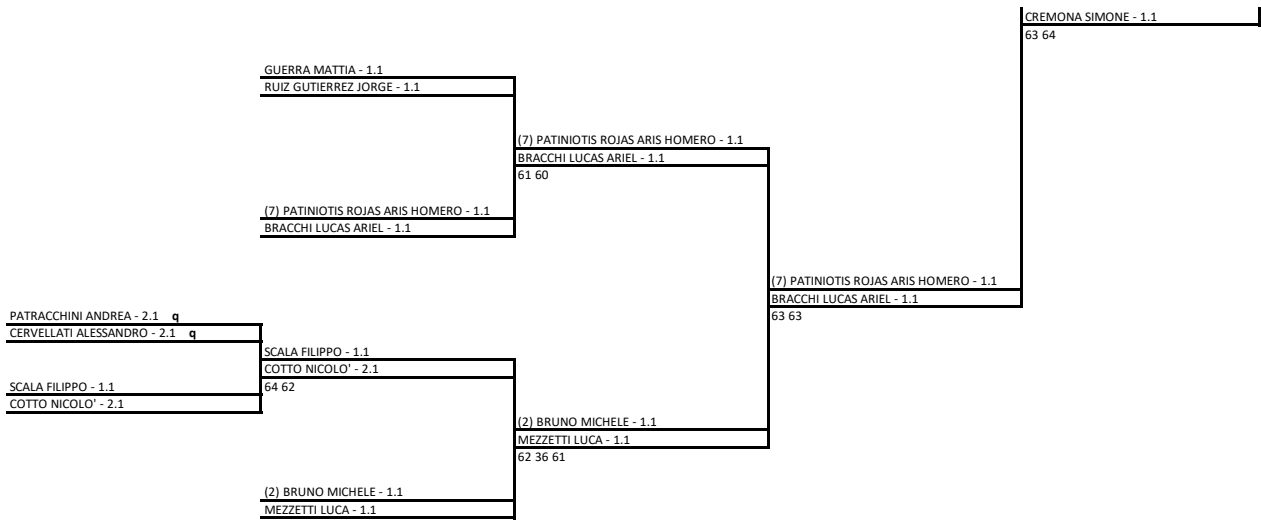 CREMONA SIMONE - 1.1
63 64
GUERRA MATTIA - 1.1
RUIZ GUTIERREZ JORGE - 1.1
(7) PATINIOTIS ROJAS ARIS HOMERO - 1.1
BRACCHI LUCAS ARIEL - 1.1
61 60
(7) PATINIOTIS ROJAS ARIS HOMERO - 1.1
BRACCHI LUCAS ARIEL - 1.1
(7) PATINIOTIS ROJAS ARIS HOMERO - 1.1
BRACCHI LUCAS ARIEL - 1.1
63 63
PATRACCHINI ANDREA - 2.1 q
CERVELLATI ALESSANDRO - 2.1 q
SCALA FILIPPO - 1.1
COTTO NICOLO' - 2.1
64 62
SCALA FILIPPO - 1.1
COTTO NICOLO' - 2.1
(2) BRUNO MICHELE - 1.1
MEZZETTI LUCA - 1.1
62 36 61
(2) BRUNO MICHELE - 1.1
MEZZETTI LUCA - 1.1